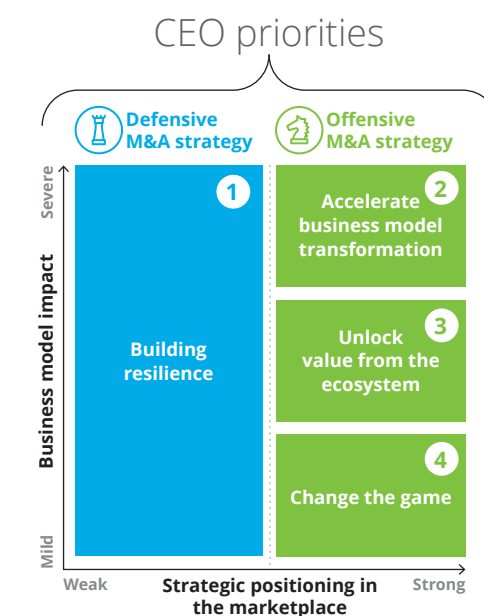 CEO priorities
Defensive
M&A strategy
Offensive
M&A strategy
Severe
Business model impact
Mild
1
Building
resilience
2
Accelerate
business model
transformation
3
Unlock
value from the
ecosystem
4
Change the game
Weak
Strategic positioning in
the marketplace
Strong